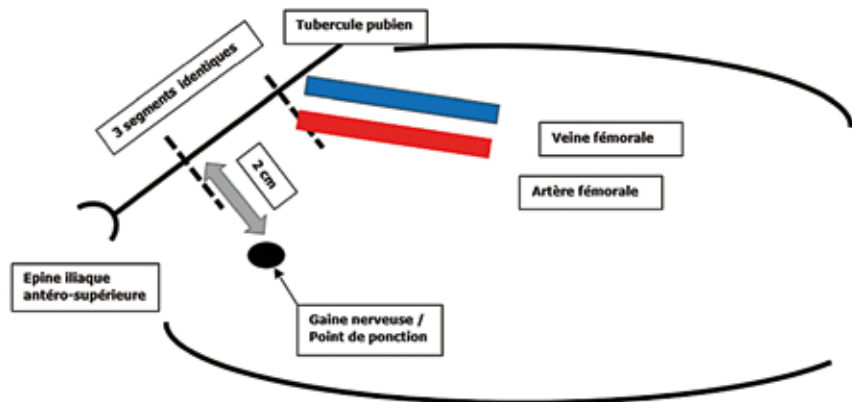 Tubercule pubien
3 segments identiques
2 cm
Veine fémorale
Artère fémorale
Epine iliaque
antéro-supérieure
Gaine nerveuse /
Point de ponction